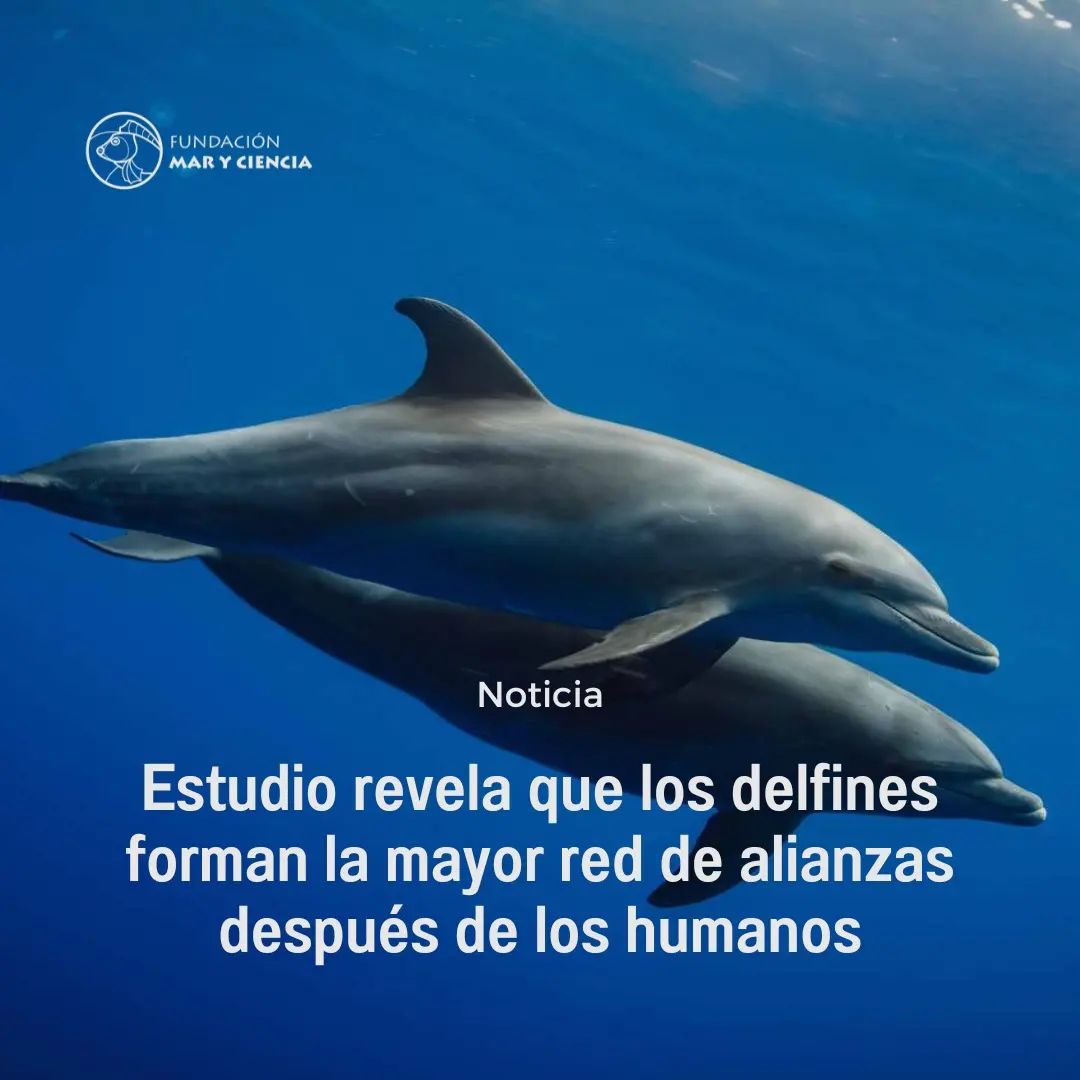 FUNDACIÓN
MAR Y CIENCIA
Noticia
Estudio revela que los delfines
forman la mayor red de alianzas
después de los humanos